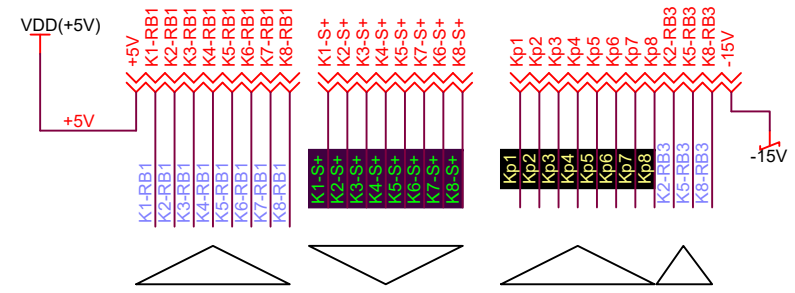 VDD(+5V)
+5V
+5V
K1-RB1
K2-RB1
K3-RB1
K4-RB1
K5-RB1
K6-RB1
K7-RB1
K8-RB1
K1-S+
K2-S+
K3-S+
K4-S+
K5-S+
K6-S+
K7-S+
K8-S+
Kp1
Kp2
Kp3
Kp4
Kp5
Kp6
Kp7
Kp8
K2-RB3
K5-RB3
K8-RB3
-15V
-15V
K1-RB1
K2-RB1
K3-RB1
K4-RB1
K5-RB1
K6-RB1
K7-RB1
K8-RB1
K1-S+
K2-S+
K3-S+
K4-S+
K5-S+
K6-S+
K7-S+
K8-S+
Kp1
Kp2
Kp3
Kp4
Kp5
Kp6
Kp7
Kp8
K2-RB3
K5-RB3
K8-RB3